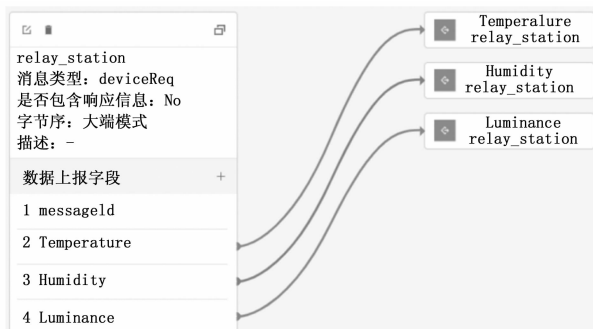 relay_station
消息类型：deviceReq
是否包含响应信息：No
字节序：大端模式
描述：-
数据上报字段 +
1 messageld
2 Temperature
3 Humidity
4 Luminance
Temperalure
relay_station
Humidity
relay_station
Luminance
relay_station